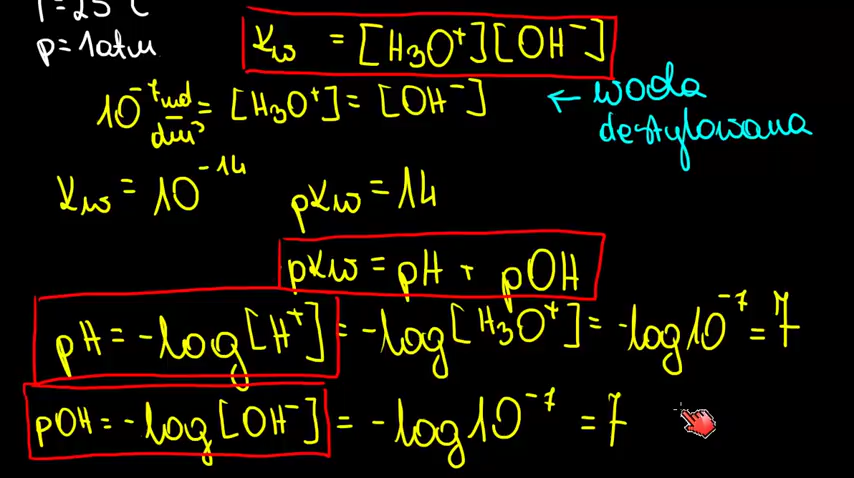 T=25°C
p=1atm
Kw = [H3O⁺][OH⁻]
10⁻⁷ mol/dm³ = [H3O⁺] = [OH⁻] ← woda
destylowana
Kw = 10⁻¹⁴ pKw = 14
pKw = pH + pOH
pH = -log[H⁺] = -log[H3O⁺] = -log10⁻⁷ = 7
pOH = -log[OH⁻] = -log10⁻⁷ = 7